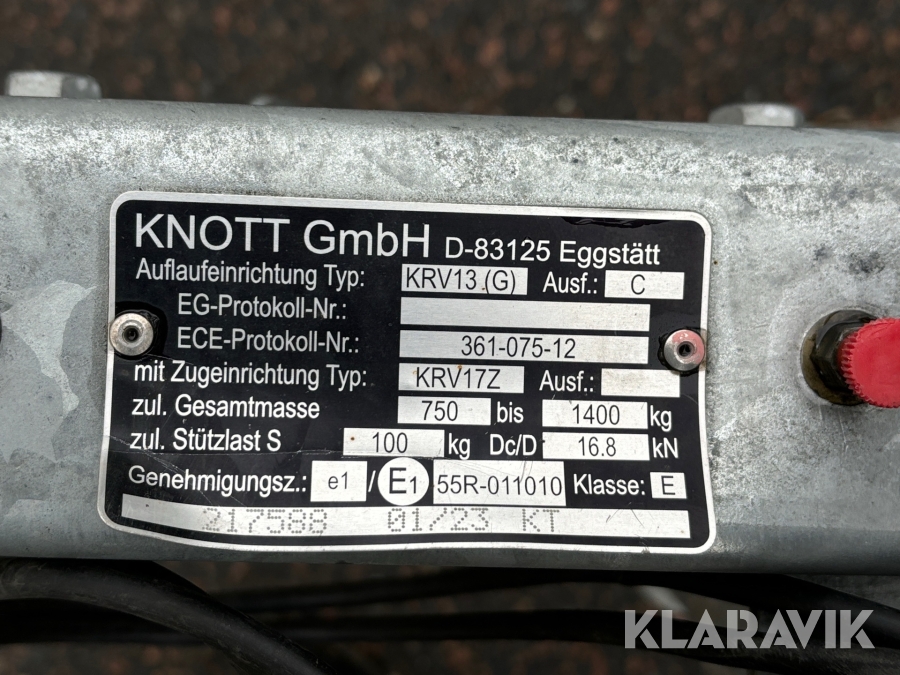 KNOTT GmbH D-83125 Eggstätt
Auflaufeinrichtung Typ: KRV13 (G) Ausf.: C
EG-Protokoll-Nr.:
ECE-Protokoll-Nr.: 361-075-12
mit Zugeinrichtung Typ: KRV17Z Ausf.:
zul. Gesamtmasse 750 bis 1400 kg
zul. Stützlast S 100 kg Dc/D 16.8 kN
Genehmigungsz.: e1 / E1 55R-011010 Klasse: E
217588 01/23 KT
KLARAVIK